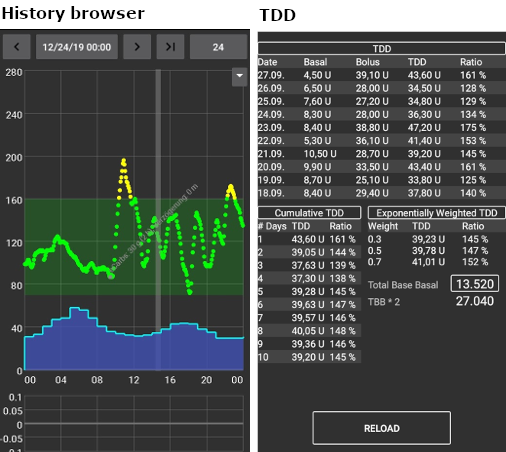 History browser
12/24/19 00:00
24
280
240
200
160
120
80
40
0
00 04 08 12 16 20 00
0.1
0.05
0
-0.05
-0.1
TDD
TDD
Date Basal Bolus TDD Ratio
27.09. 4,50 U 39,10 U 43,60 U 161 %
26.09. 6,50 U 28,00 U 34,50 U 128 %
25.09. 7,60 U 27,20 U 34,80 U 129 %
24.09. 8,30 U 28,00 U 36,30 U 134 %
23.09. 8,40 U 38,80 U 47,20 U 175 %
22.09. 5,30 U 36,10 U 41,40 U 153 %
21.09. 10,50 U 28,70 U 39,20 U 145 %
20.09. 9,90 U 33,50 U 43,40 U 161 %
19.09. 8,70 U 25,10 U 33,80 U 125 %
18.09. 8,40 U 29,40 U 37,80 U 140 %
Cumulative TDD
# Days TDD Ratio
1 43,60 U 161 %
2 39,05 U 144 %
3 37,63 U 139 %
4 37,30 U 138 %
5 39,28 U 145 %
6 39,63 U 147 %
7 39,57 U 146 %
8 40,05 U 148 %
9 39,36 U 146 %
10 39,20 U 145 %
Exponentially Weighted TDD
Weight TDD Ratio
0.3 39,23 U 145 %
0.5 39,78 U 147 %
0.7 41,01 U 152 %
Total Base Basal 13.520
TBB * 2 27.040
RELOAD